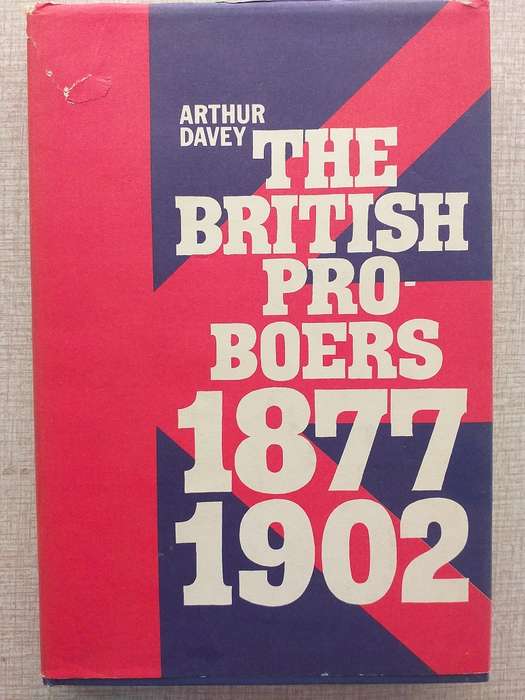 ARTHUR
DAVEY
THE
BRITISH
PRO-
BOERS
1877
1902